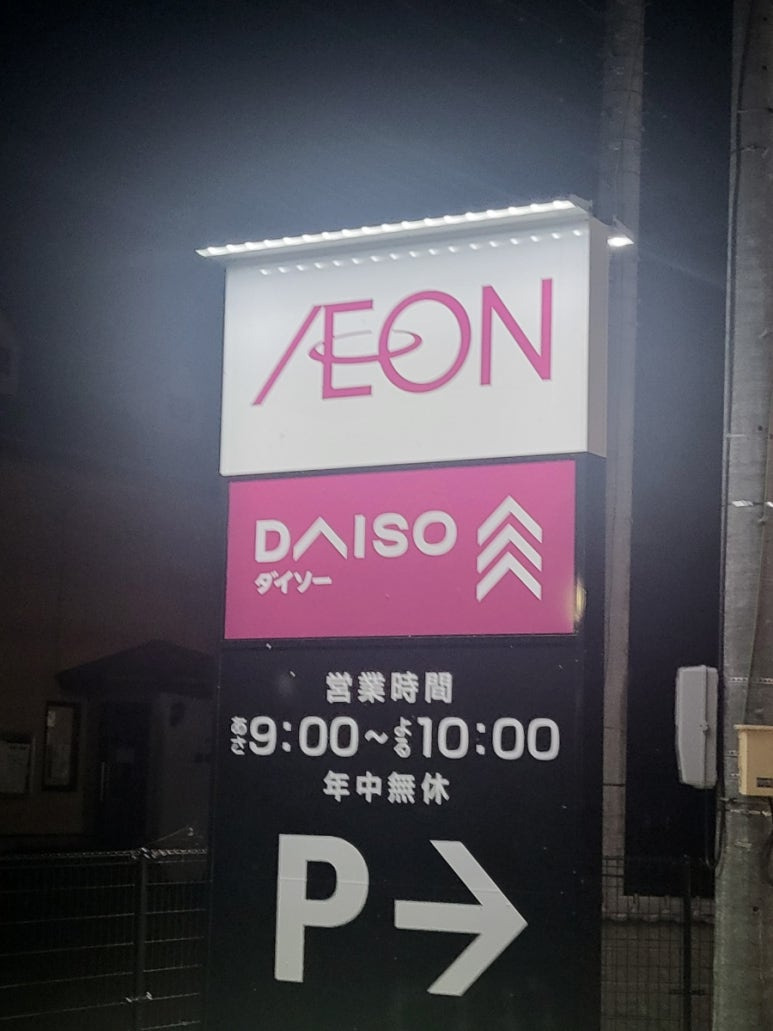 ÆON
DAISO
ダイソー
営業時間
あさ9:00～よる10:00
年中無休
P→